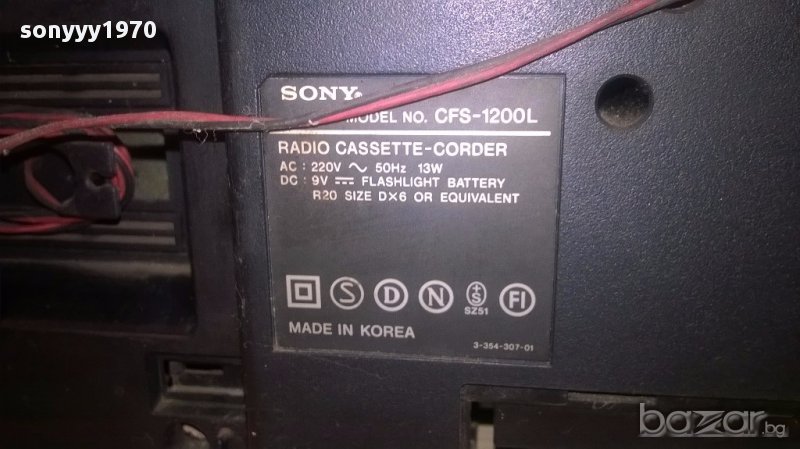 sonyyy1970
SONY®
MODEL NO. CFS-1200L
RADIO CASSETTE-CORDER
AC : 220V ～ 50Hz 13W
DC : 9V ⎓ FLASHLIGHT BATTERY
R20 SIZE D×6 OR EQUIVALENT
S D N +S FI
SZ51
MADE IN KOREA
3-354-307-01
bazar.bg